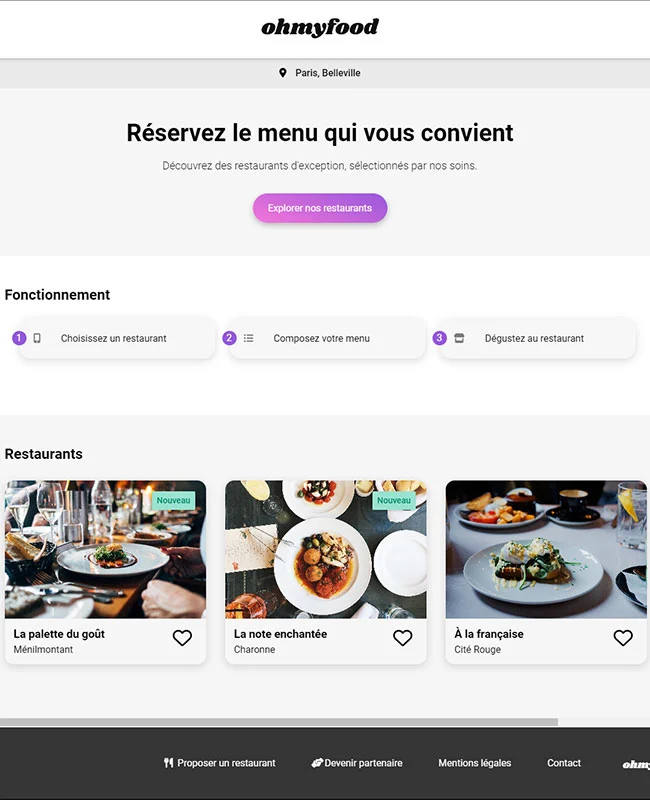 ohmyfood
Paris, Belleville
Réservez le menu qui vous convient
Découvrez des restaurants d'exception, sélectionnés par nos soins.
Explorer nos restaurants
Fonctionnement
1 Choisissez un restaurant
2 Composez votre menu
3 Dégustez au restaurant
Restaurants
Nouveau
Nouveau
La palette du goût
Ménilmontant
La note enchantée
Charonne
À la française
Cité Rouge
Proposer un restaurant
Devenir partenaire
Mentions légales
Contact